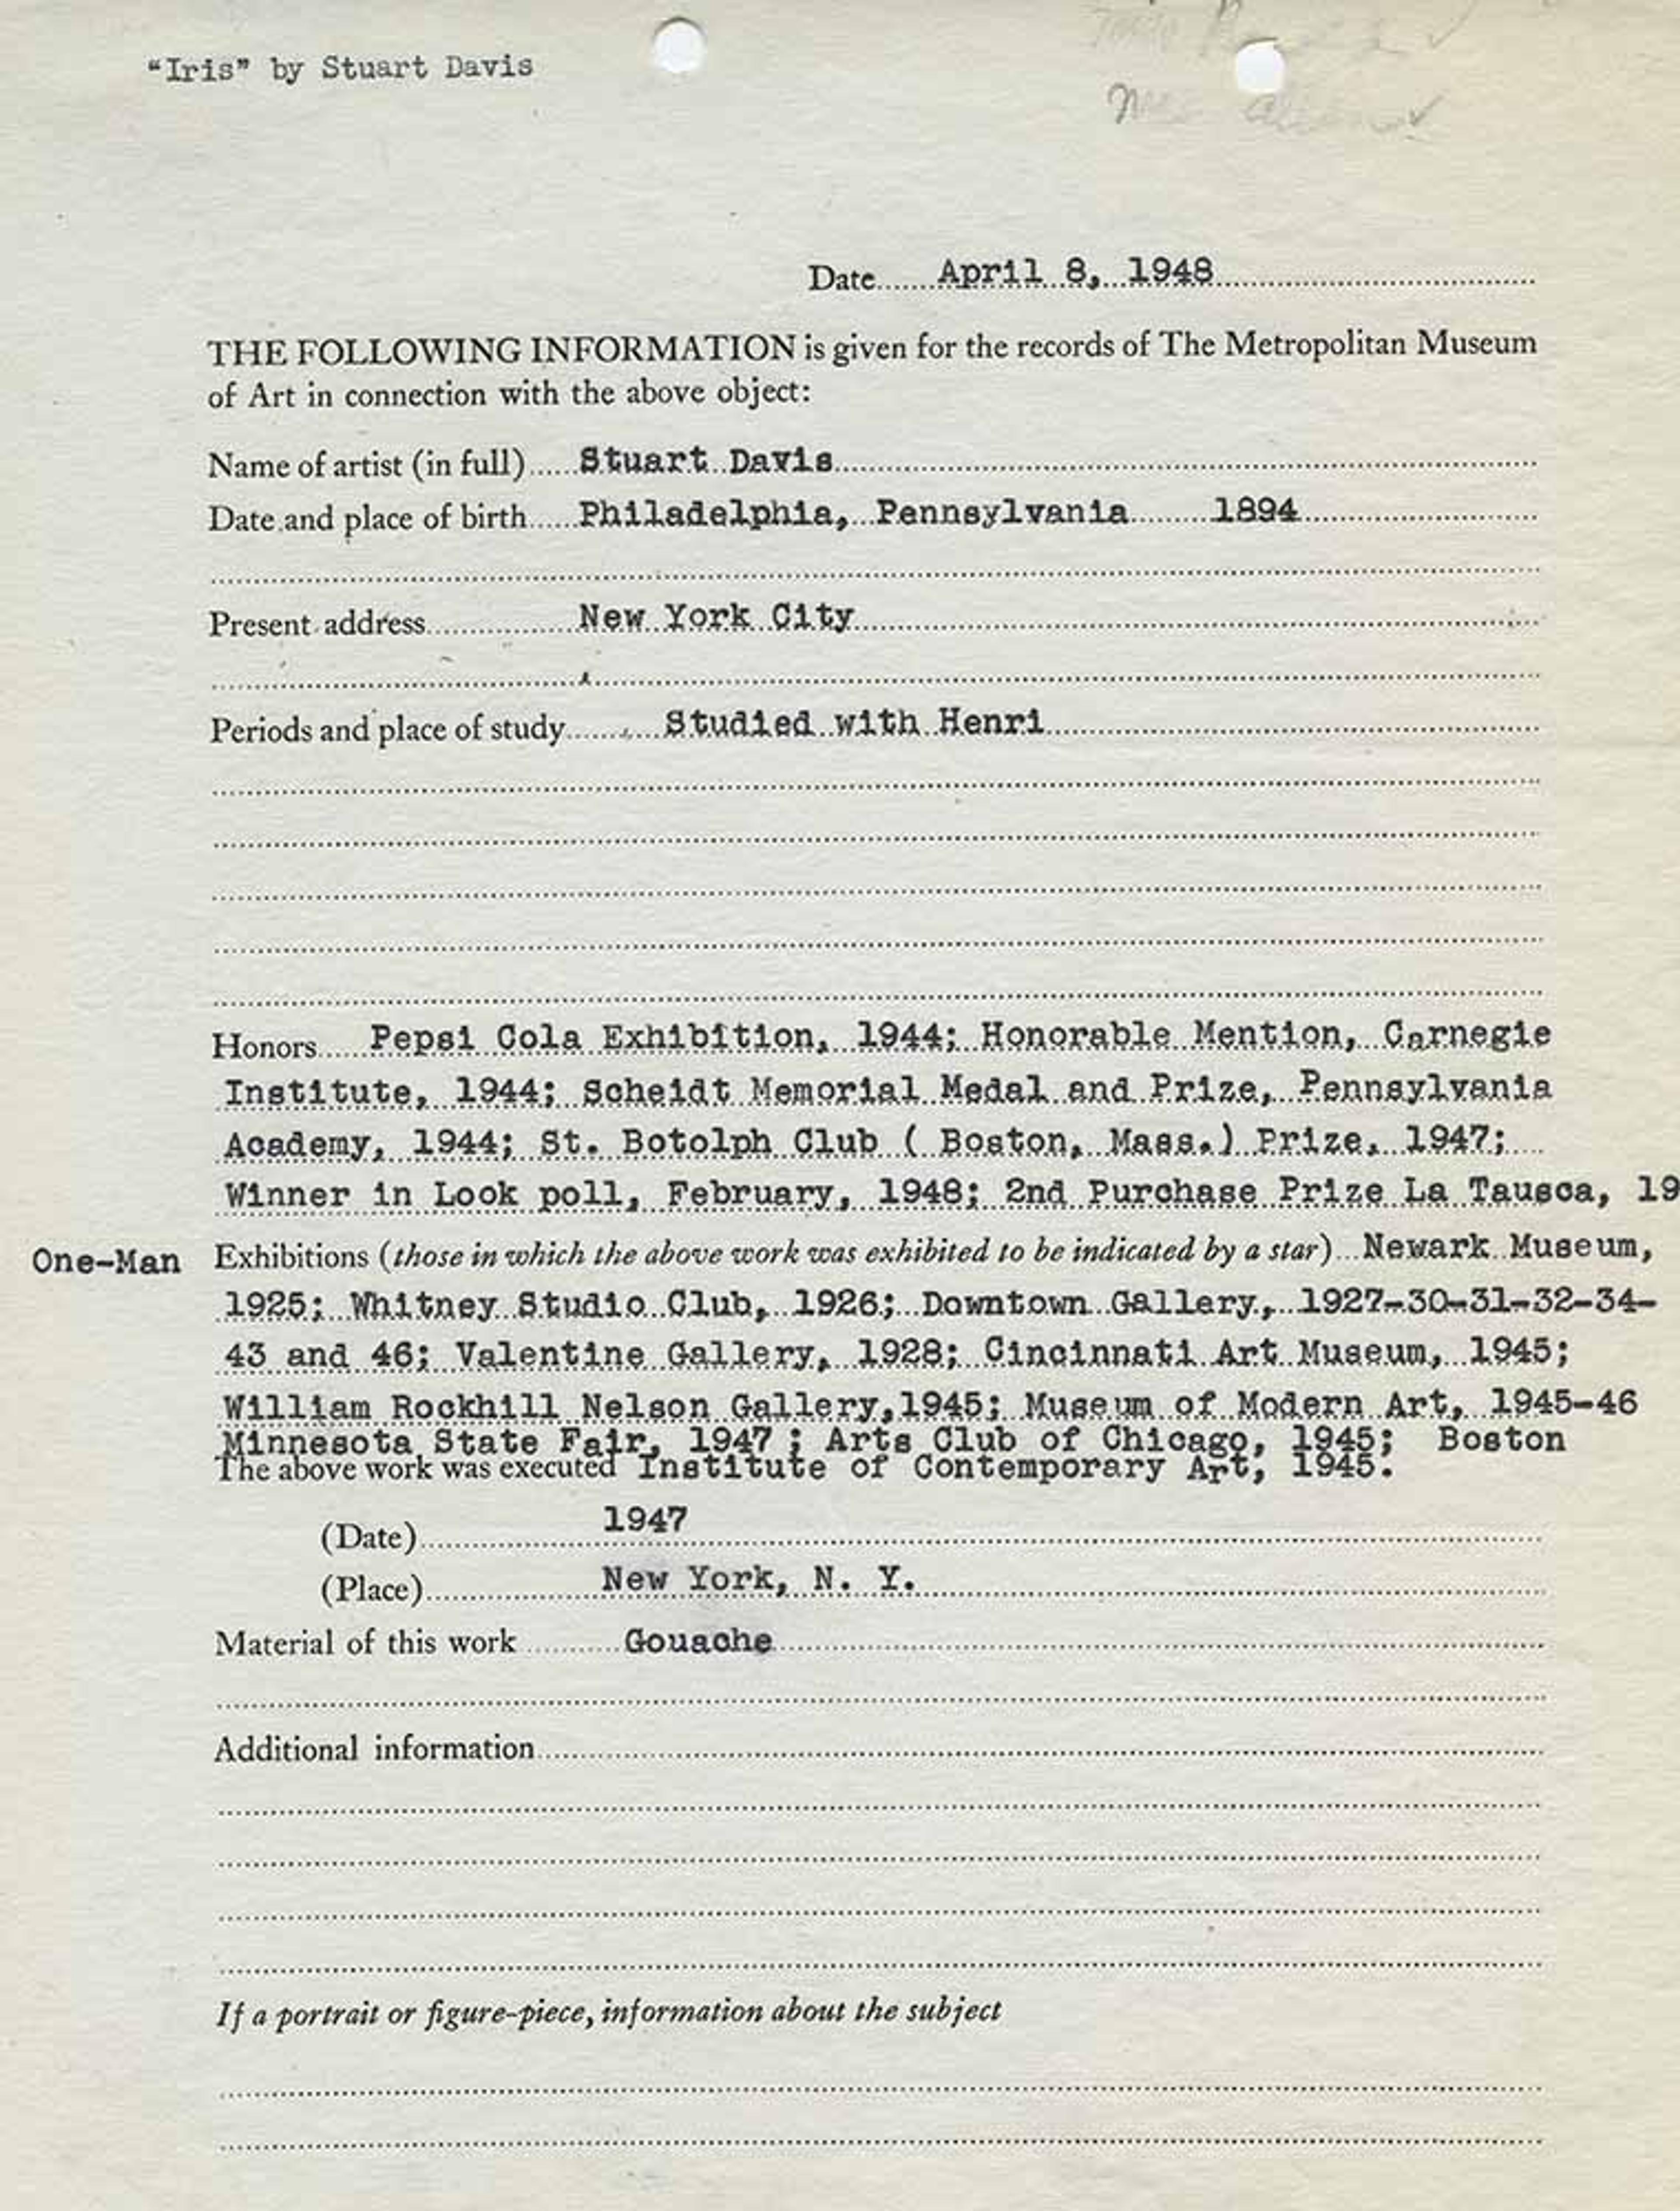 "Iris" by Stuart Davis
Date April 8, 1948
THE FOLLOWING INFORMATION is given for the records of The Metropolitan Museum
of Art in connection with the above object:
Name of artist (in full) Stuart Davis
Date and place of birth Philadelphia, Pennsylvania 1894
Present address New York City
Periods and place of study Studied with Henri
Honors Pepsi Cola Exhibition, 1944; Honorable Mention, Carnegie
Institute, 1944; Scheidt Memorial Medal and Prize, Pennsylvania
Academy, 1944; St. Botolph Club ( Boston, Mass.) Prize, 1947;
Winner in Look poll, February, 1948; 2nd Purchase Prize La Tausca, 19
One-Man Exhibitions (those in which the above work was exhibited to be indicated by a star) Newark Museum,
1925; Whitney Studio Club, 1926; Downtown Gallery, 1927-30-31-32-34-
43 and 46; Valentine Gallery, 1928; Cincinnati Art Museum, 1945;
William Rockhill Nelson Gallery,1945; Museum of Modern Art, 1945-46
Minnesota State Fair, 1947 ; Arts Club of Chicago, 1945; Boston
The above work was executed Institute of Contemporary Art, 1945.
(Date) 1947
(Place) New York, N. Y.
Material of this work Gouache
Additional information
If a portrait or figure-piece, information about the subject